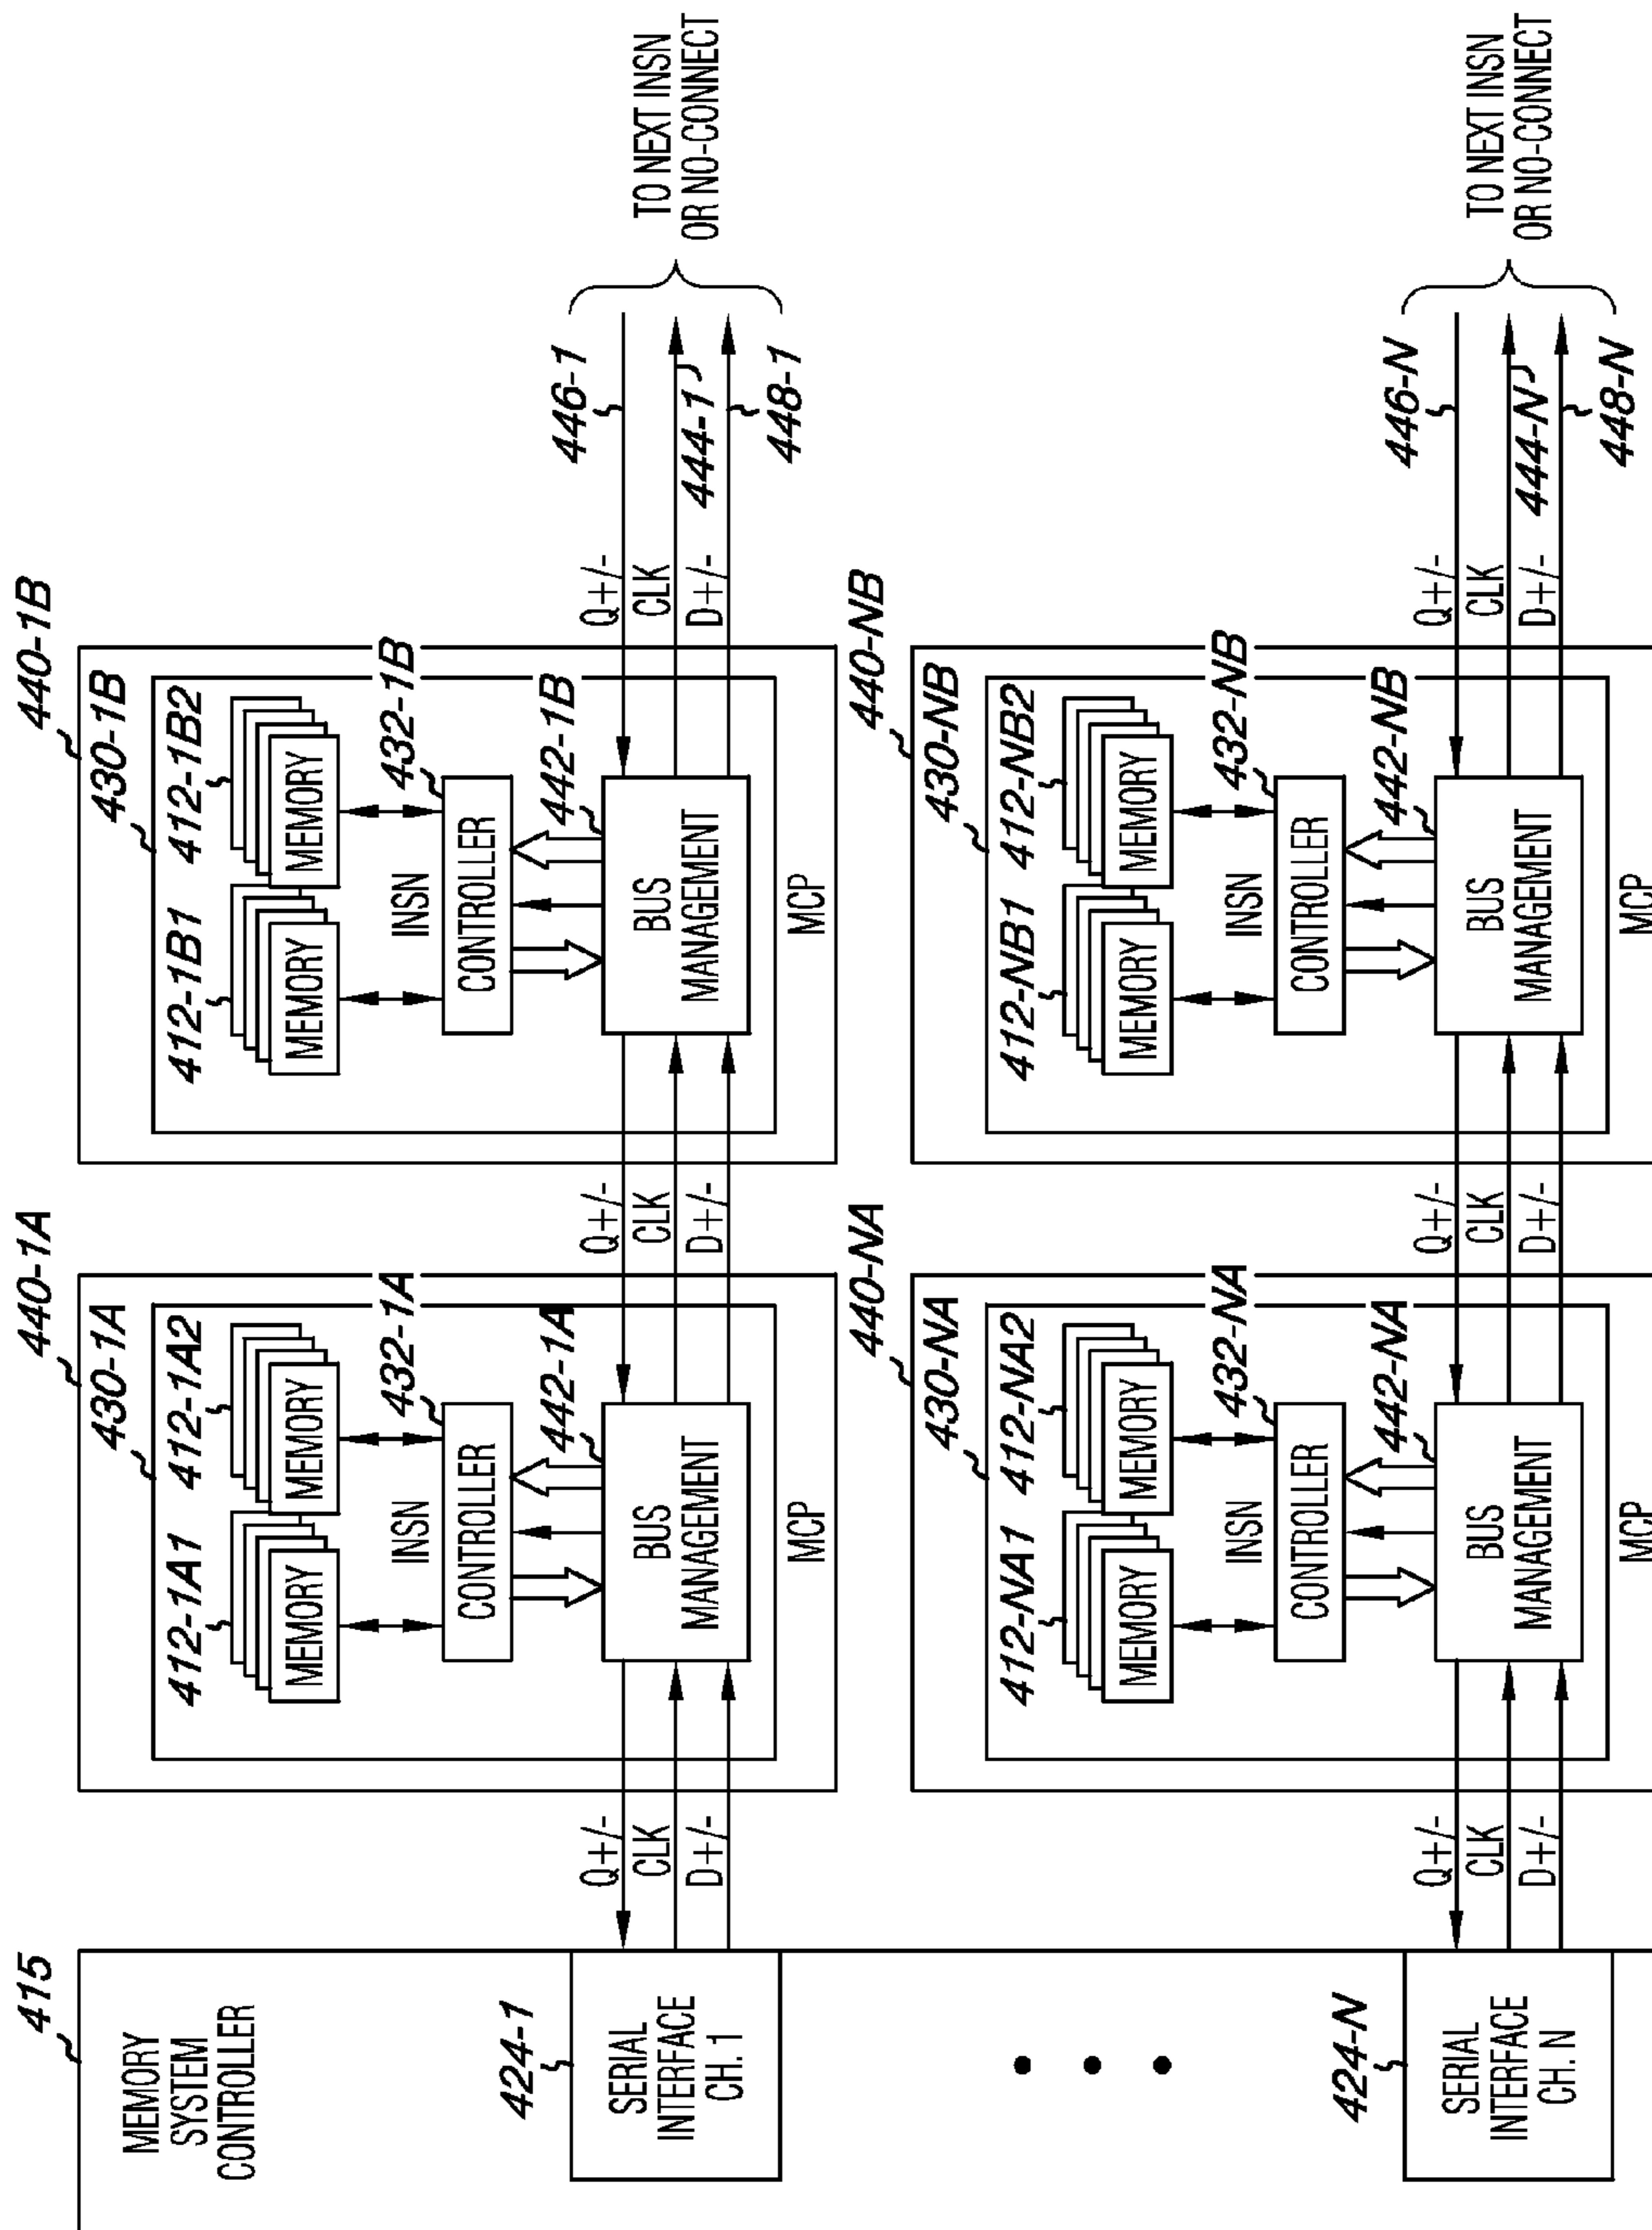 415
MEMORY
SYSTEM
CONTROLLER
424-1
SERIAL
INTERFACE
CH. 1
424-N
SERIAL
INTERFACE
CH. N
Q+/-
CLK
D+/-
440-1A
430-1A
412-1A1
412-1A2
MEMORY
MEMORY
INSN
432-1A
CONTROLLER
442-1A
BUS
MANAGEMENT
MCP
Q+/-
CLK
D+/-
440-1B
430-1B
412-1B1
412-1B2
MEMORY
MEMORY
INSN
432-1B
CONTROLLER
442-1B
BUS
MANAGEMENT
MCP
Q+/-
CLK
D+/-
446-1
444-1
448-1
TO NEXT INSN
OR NO-CONNECT
Q+/-
CLK
D+/-
440-NA
430-NA
412-NA1
412-NA2
MEMORY
MEMORY
INSN
432-NA
CONTROLLER
442-NA
BUS
MANAGEMENT
MCP
Q+/-
CLK
D+/-
440-NB
430-NB
412-NB1
412-NB2
MEMORY
MEMORY
INSN
432-NB
CONTROLLER
442-NB
BUS
MANAGEMENT
MCP
Q+/-
CLK
D+/-
446-N
444-N
448-N
TO NEXT INSN
OR NO-CONNECT